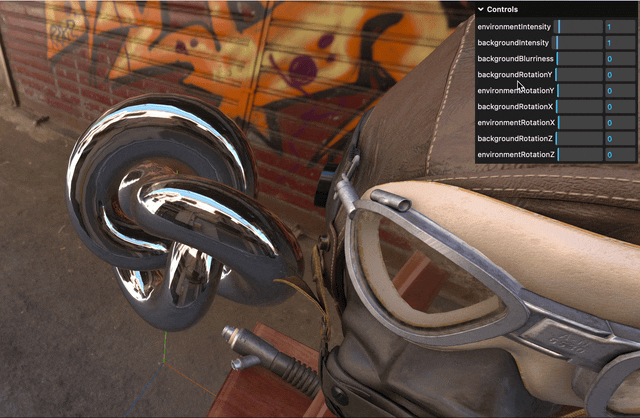 Controls
environmentIntensity 1
backgroundIntensity 1
backgroundBlurriness 0
backgroundRotationY 0
environmentRotationY 0
backgroundRotationX 0
environmentRotationX 0
backgroundRotationZ 0
environmentRotationZ 0